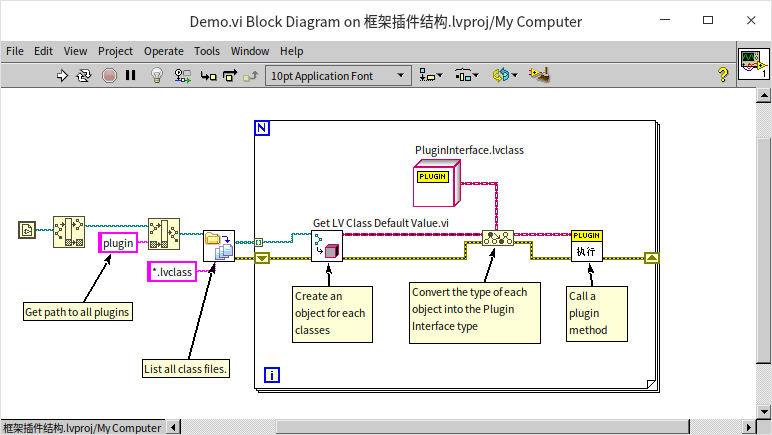 Demo.vi Block Diagram on 框架插件结构.lvproj/My Computer
File Edit View Project Operate Tools Window Help
10pt Application Font
?
1
N
PluginInterface.lvclass
PLUGIN
Get LV Class Default Value.vi
plugin
PLUGIN
执行
*.lvclass
Create an
object for each
classes
Convert the type of each
object into the Plugin
Interface type
Call a
plugin
method
Get path to all plugins
List all class files.
i
框架插件结构.lvproj/My Computer